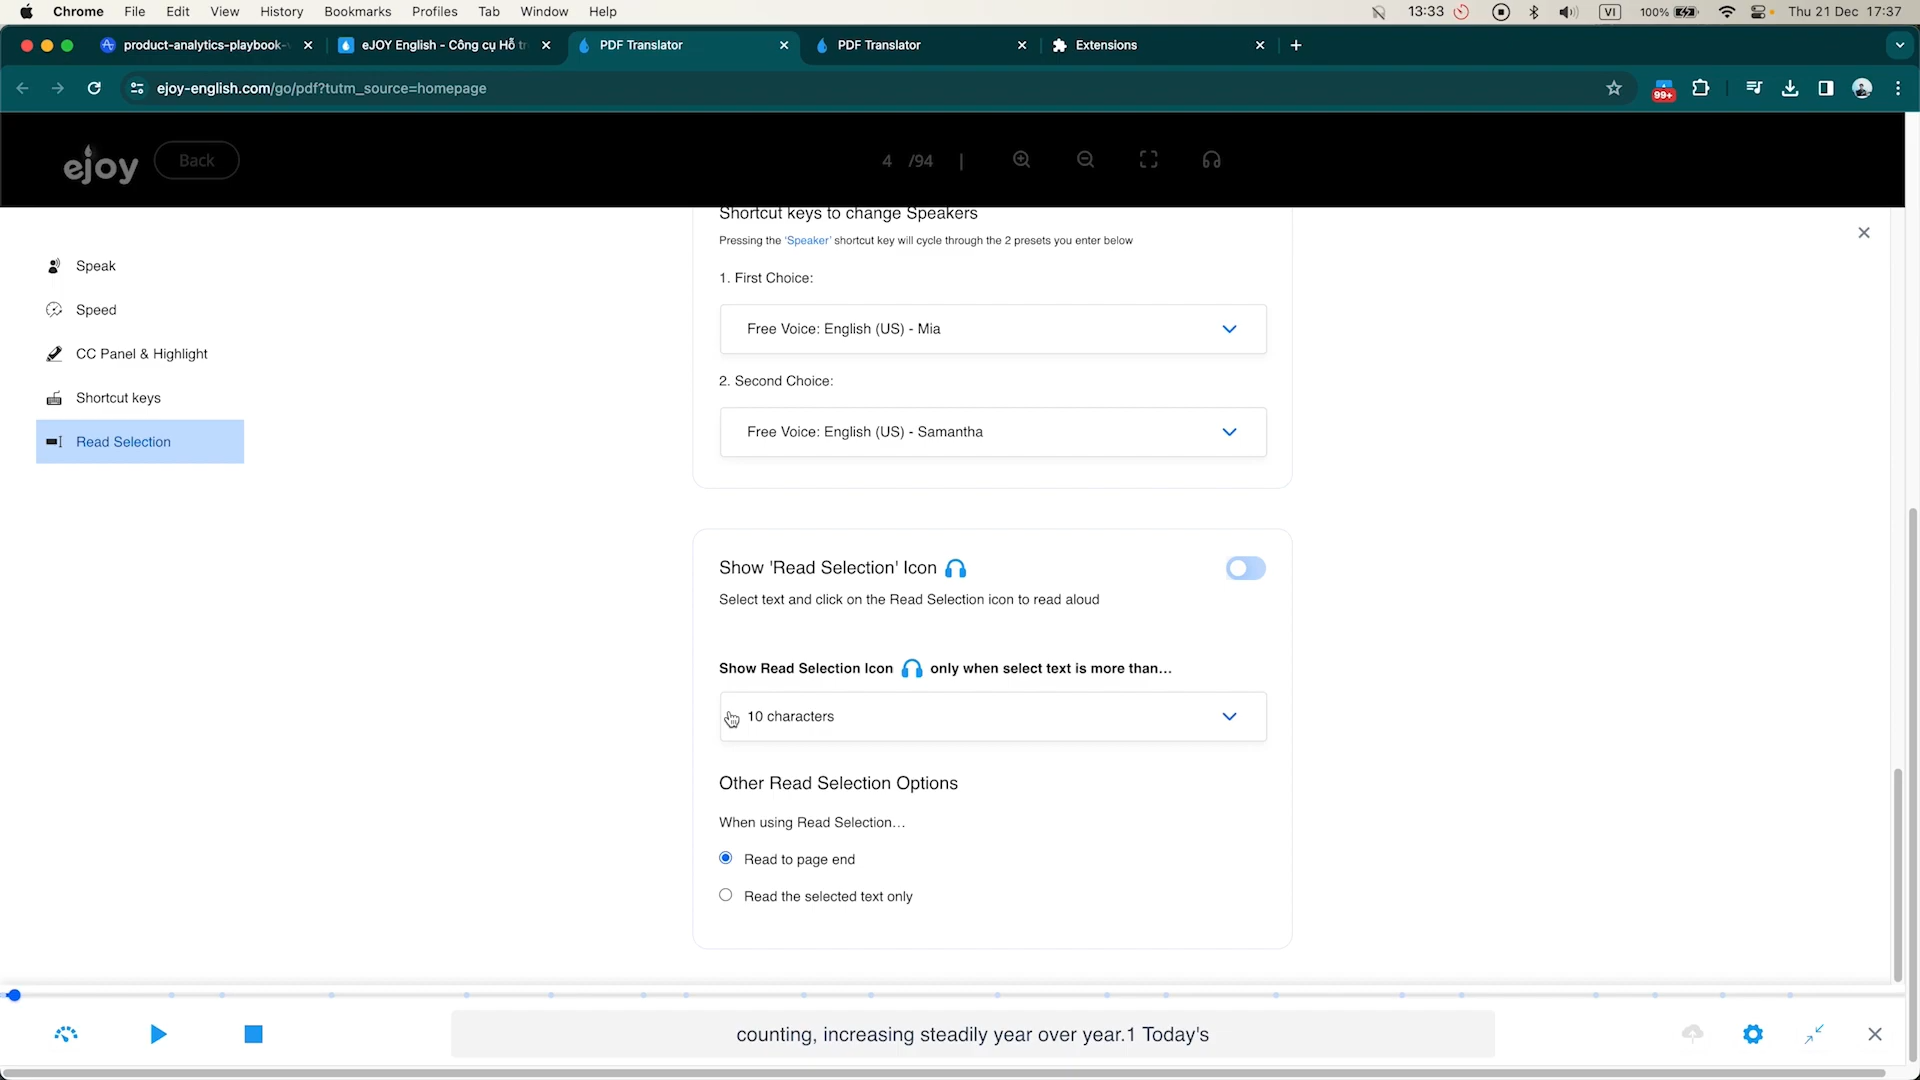 Chrome File Edit View History Bookmarks Profiles Tab Window Help 13:33 VI 100% Thu 21 Dec 17:37
product-analytics-playbook- eJOY English - Công cụ Hỗ tr PDF Translator PDF Translator Extensions
ejoy-english.com/go/pdf?tutm_source=homepage 99+
ejoy Back 4 /94 |
Shortcut keys to change Speakers
Pressing the 'Speaker' shortcut key will cycle through the 2 presets you enter below
Speak
1. First Choice:
Speed
Free Voice: English (US) - Mia
CC Panel & Highlight
2. Second Choice:
Shortcut keys
Free Voice: English (US) - Samantha
Read Selection
Show 'Read Selection' Icon
Select text and click on the Read Selection icon to read aloud
Show Read Selection Icon only when select text is more than...
10 characters
Other Read Selection Options
When using Read Selection...
Read to page end
Read the selected text only
counting, increasing steadily year over year.1 Today's